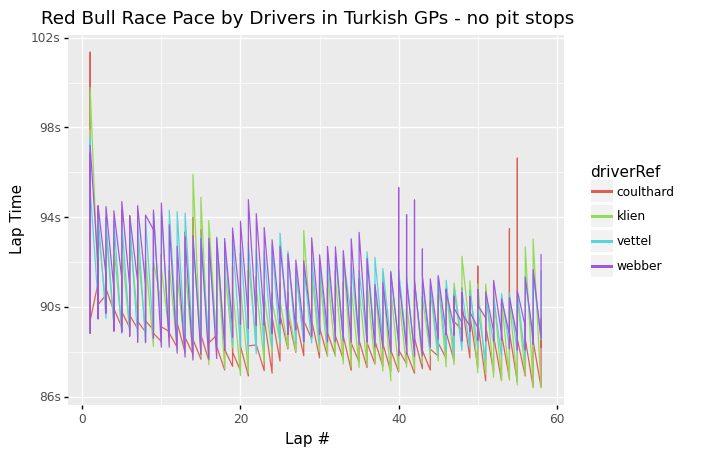 Red Bull Race Pace by Drivers in Turkish GPs - no pit stops
102s
98s
94s
90s
86s
Lap Time
0
20
40
60
Lap #
driverRef
coulthard
klien
vettel
webber